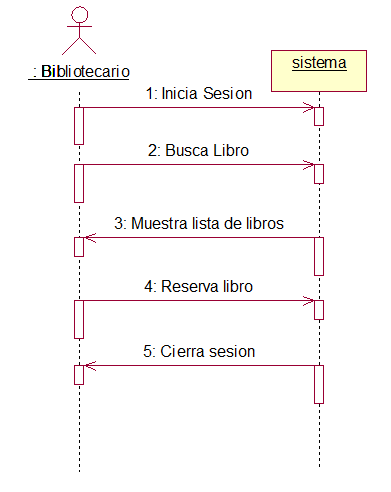 : Bibliotecario
sistema
1: Inicia Sesion
2: Busca Libro
3: Muestra lista de libros
4: Reserva libro
5: Cierra sesion